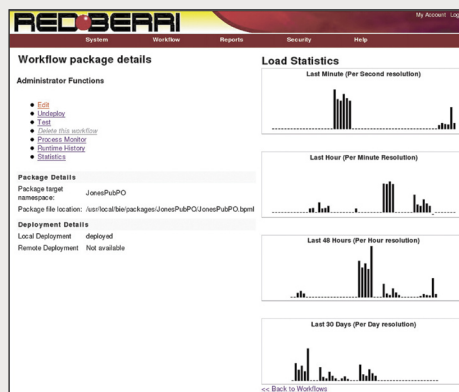 RED BERRI
My Account Log
System Workflow Reports Security Help
Workflow package details
Administrator Functions
Edit
Undeploy
Test
Delete this workflow
Process Monitor
Runtime History
Statistics
Package Details
Package target namespace: JonesPubPO
Package file location: /usr/local/bie/packages/JonesPubPO/JonesPubPO.bpml
Deployment Details
Local Deployment deployed
Remote Deployment Not available
Load Statistics
Last Minute (Per Second resolution)
Last Hour (Per Minute Resolution)
Last 48 Hours (Per Hour resolution)
Last 30 Days (Per Day resolution)
<< Back to Workflows